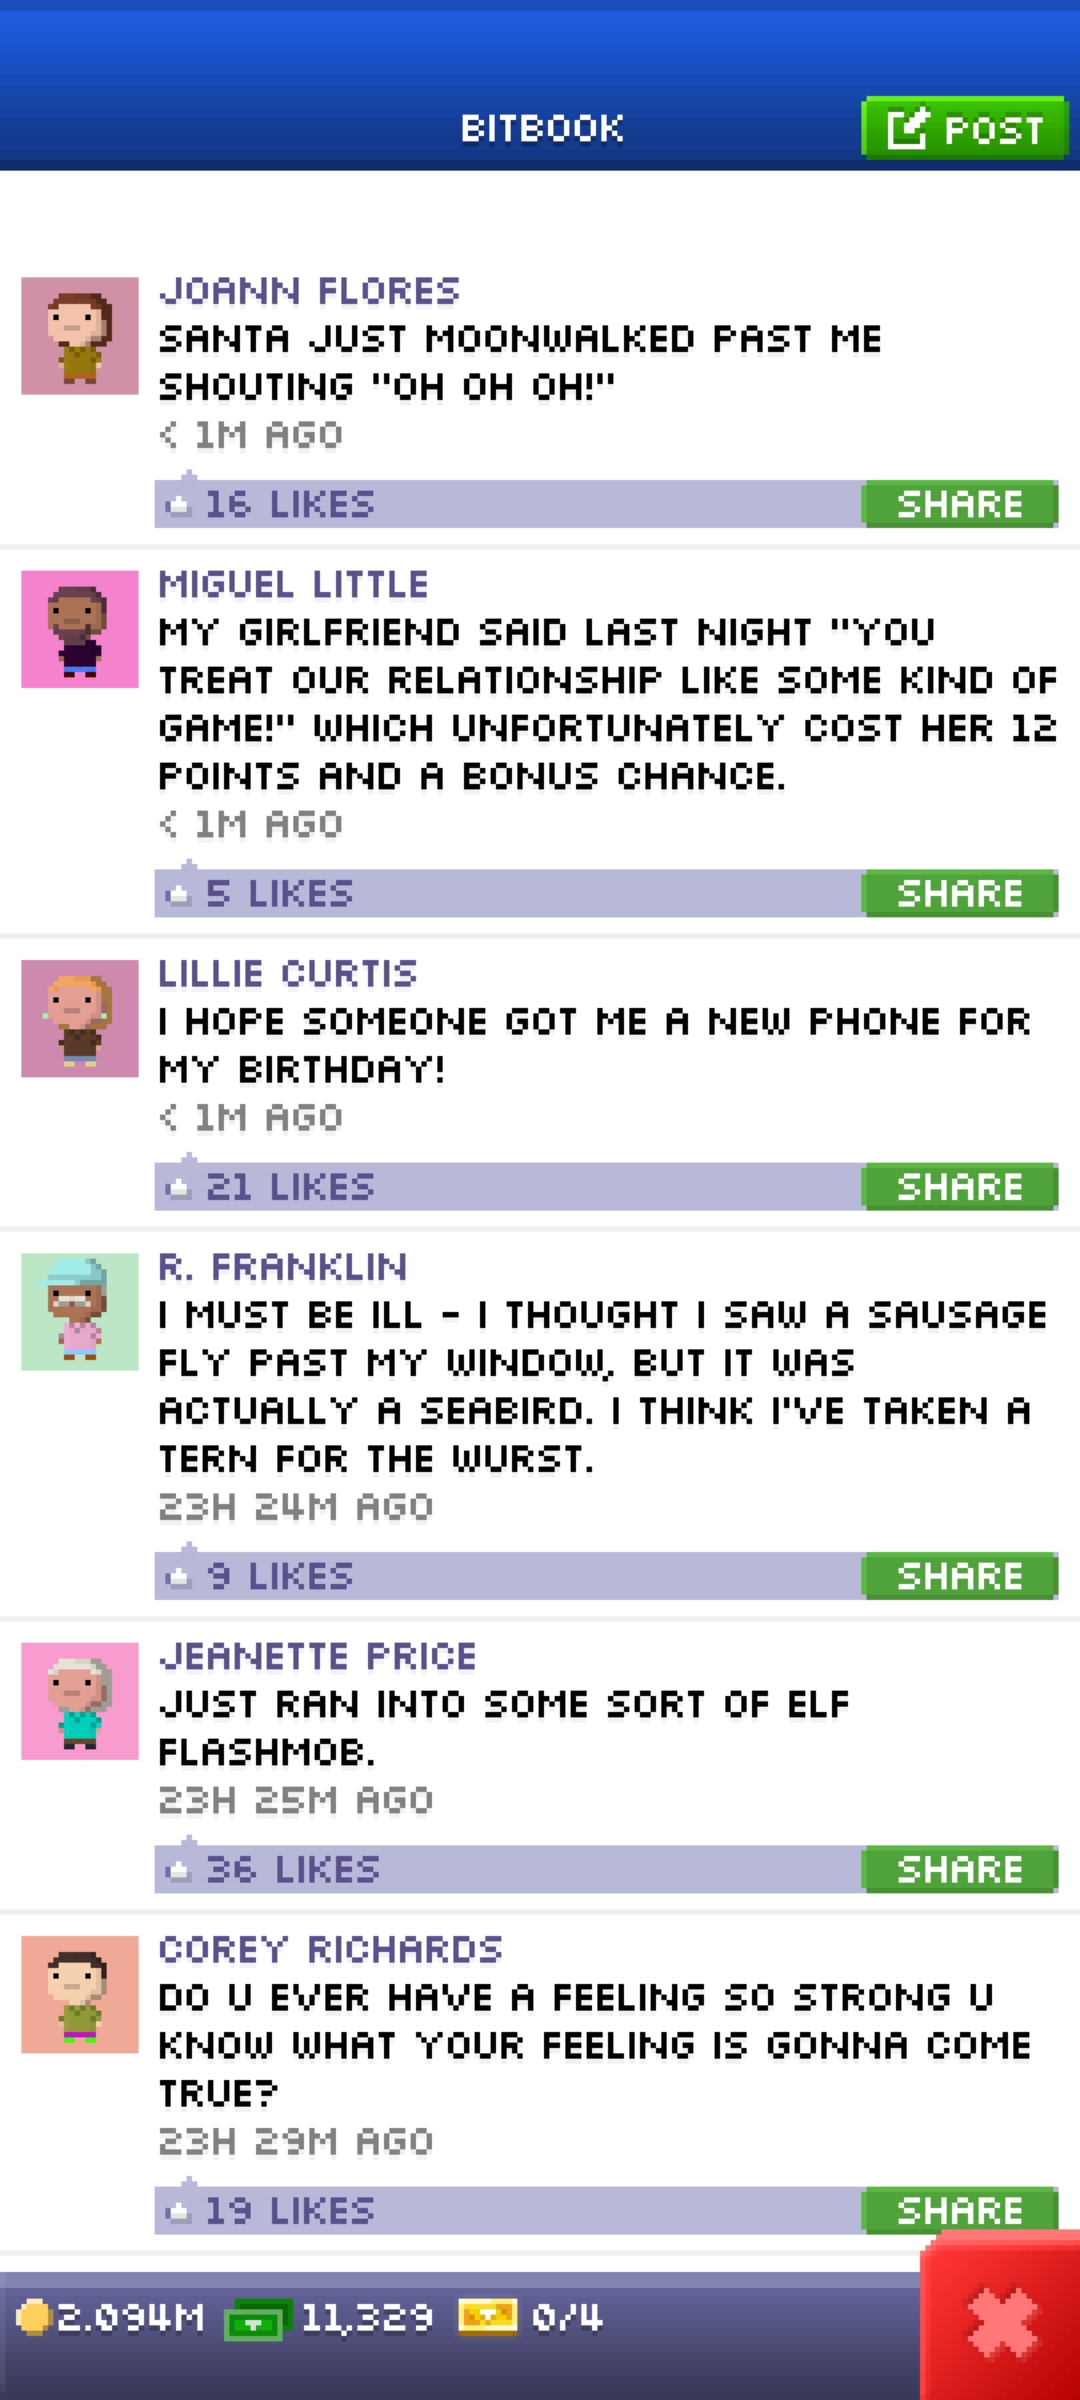 BITBOOK
POST
JOANN FLORES
SANTA JUST MOONWALKED PAST ME
SHOUTING "OH OH OH!"
< 1M AGO
16 LIKES
SHARE
MIGUEL LITTLE
MY GIRLFRIEND SAID LAST NIGHT "YOU
TREAT OUR RELATIONSHIP LIKE SOME KIND OF
GAME!" WHICH UNFORTUNATELY COST HER 12
POINTS AND A BONUS CHANCE.
< 1M AGO
5 LIKES
SHARE
LILLIE CURTIS
I HOPE SOMEONE GOT ME A NEW PHONE FOR
MY BIRTHDAY!
< 1M AGO
21 LIKES
SHARE
R. FRANKLIN
I MUST BE ILL - I THOUGHT I SAW A SAUSAGE
FLY PAST MY WINDOW, BUT IT WAS
ACTUALLY A SEABIRD. I THINK I'VE TAKEN A
TERN FOR THE WURST.
23H 24M AGO
9 LIKES
SHARE
JEANETTE PRICE
JUST RAN INTO SOME SORT OF ELF
FLASHMOB.
23H 25M AGO
36 LIKES
SHARE
COREY RICHARDS
DO U EVER HAVE A FEELING SO STRONG U
KNOW WHAT YOUR FEELING IS GONNA COME
TRUE?
23H 29M AGO
19 LIKES
SHARE
2.094M
11,329
0/4